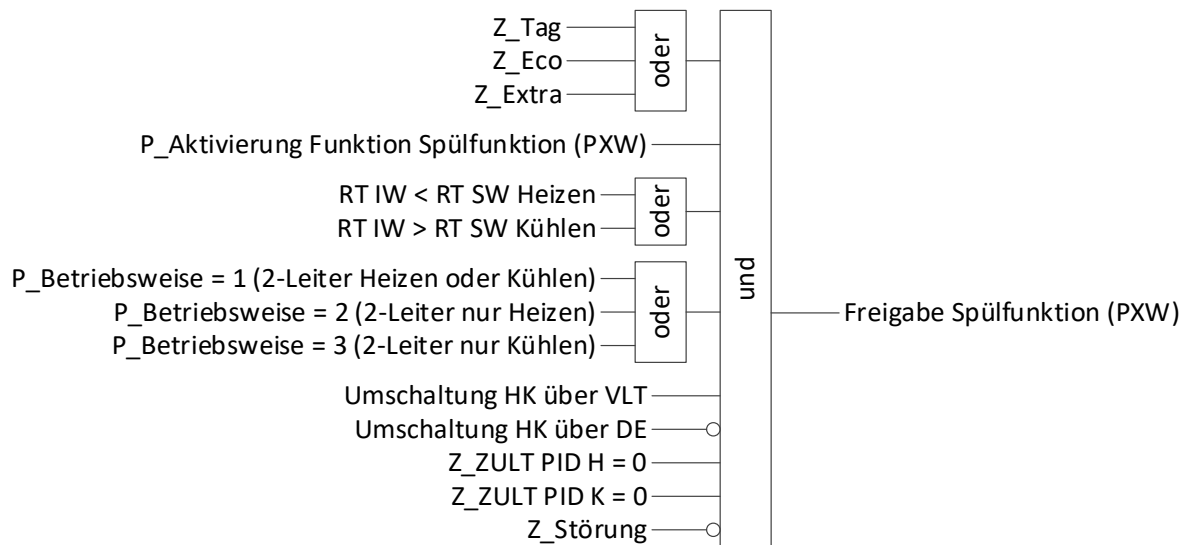 Z_Tag
Z_Eco
Z_Extra
oder
P_Aktivierung Funktion Spülfunktion (PXW)
RT IW < RT SW Heizen
RT IW > RT SW Kühlen
oder
P_Betriebsweise = 1 (2-Leiter Heizen oder Kühlen)
P_Betriebsweise = 2 (2-Leiter nur Heizen)
P_Betriebsweise = 3 (2-Leiter nur Kühlen)
oder
Umschaltung HK über VLT
Umschaltung HK über DE
Z_ZULT PID H = 0
Z_ZULT PID K = 0
Z_Störung
und
Freigabe Spülfunktion (PXW)